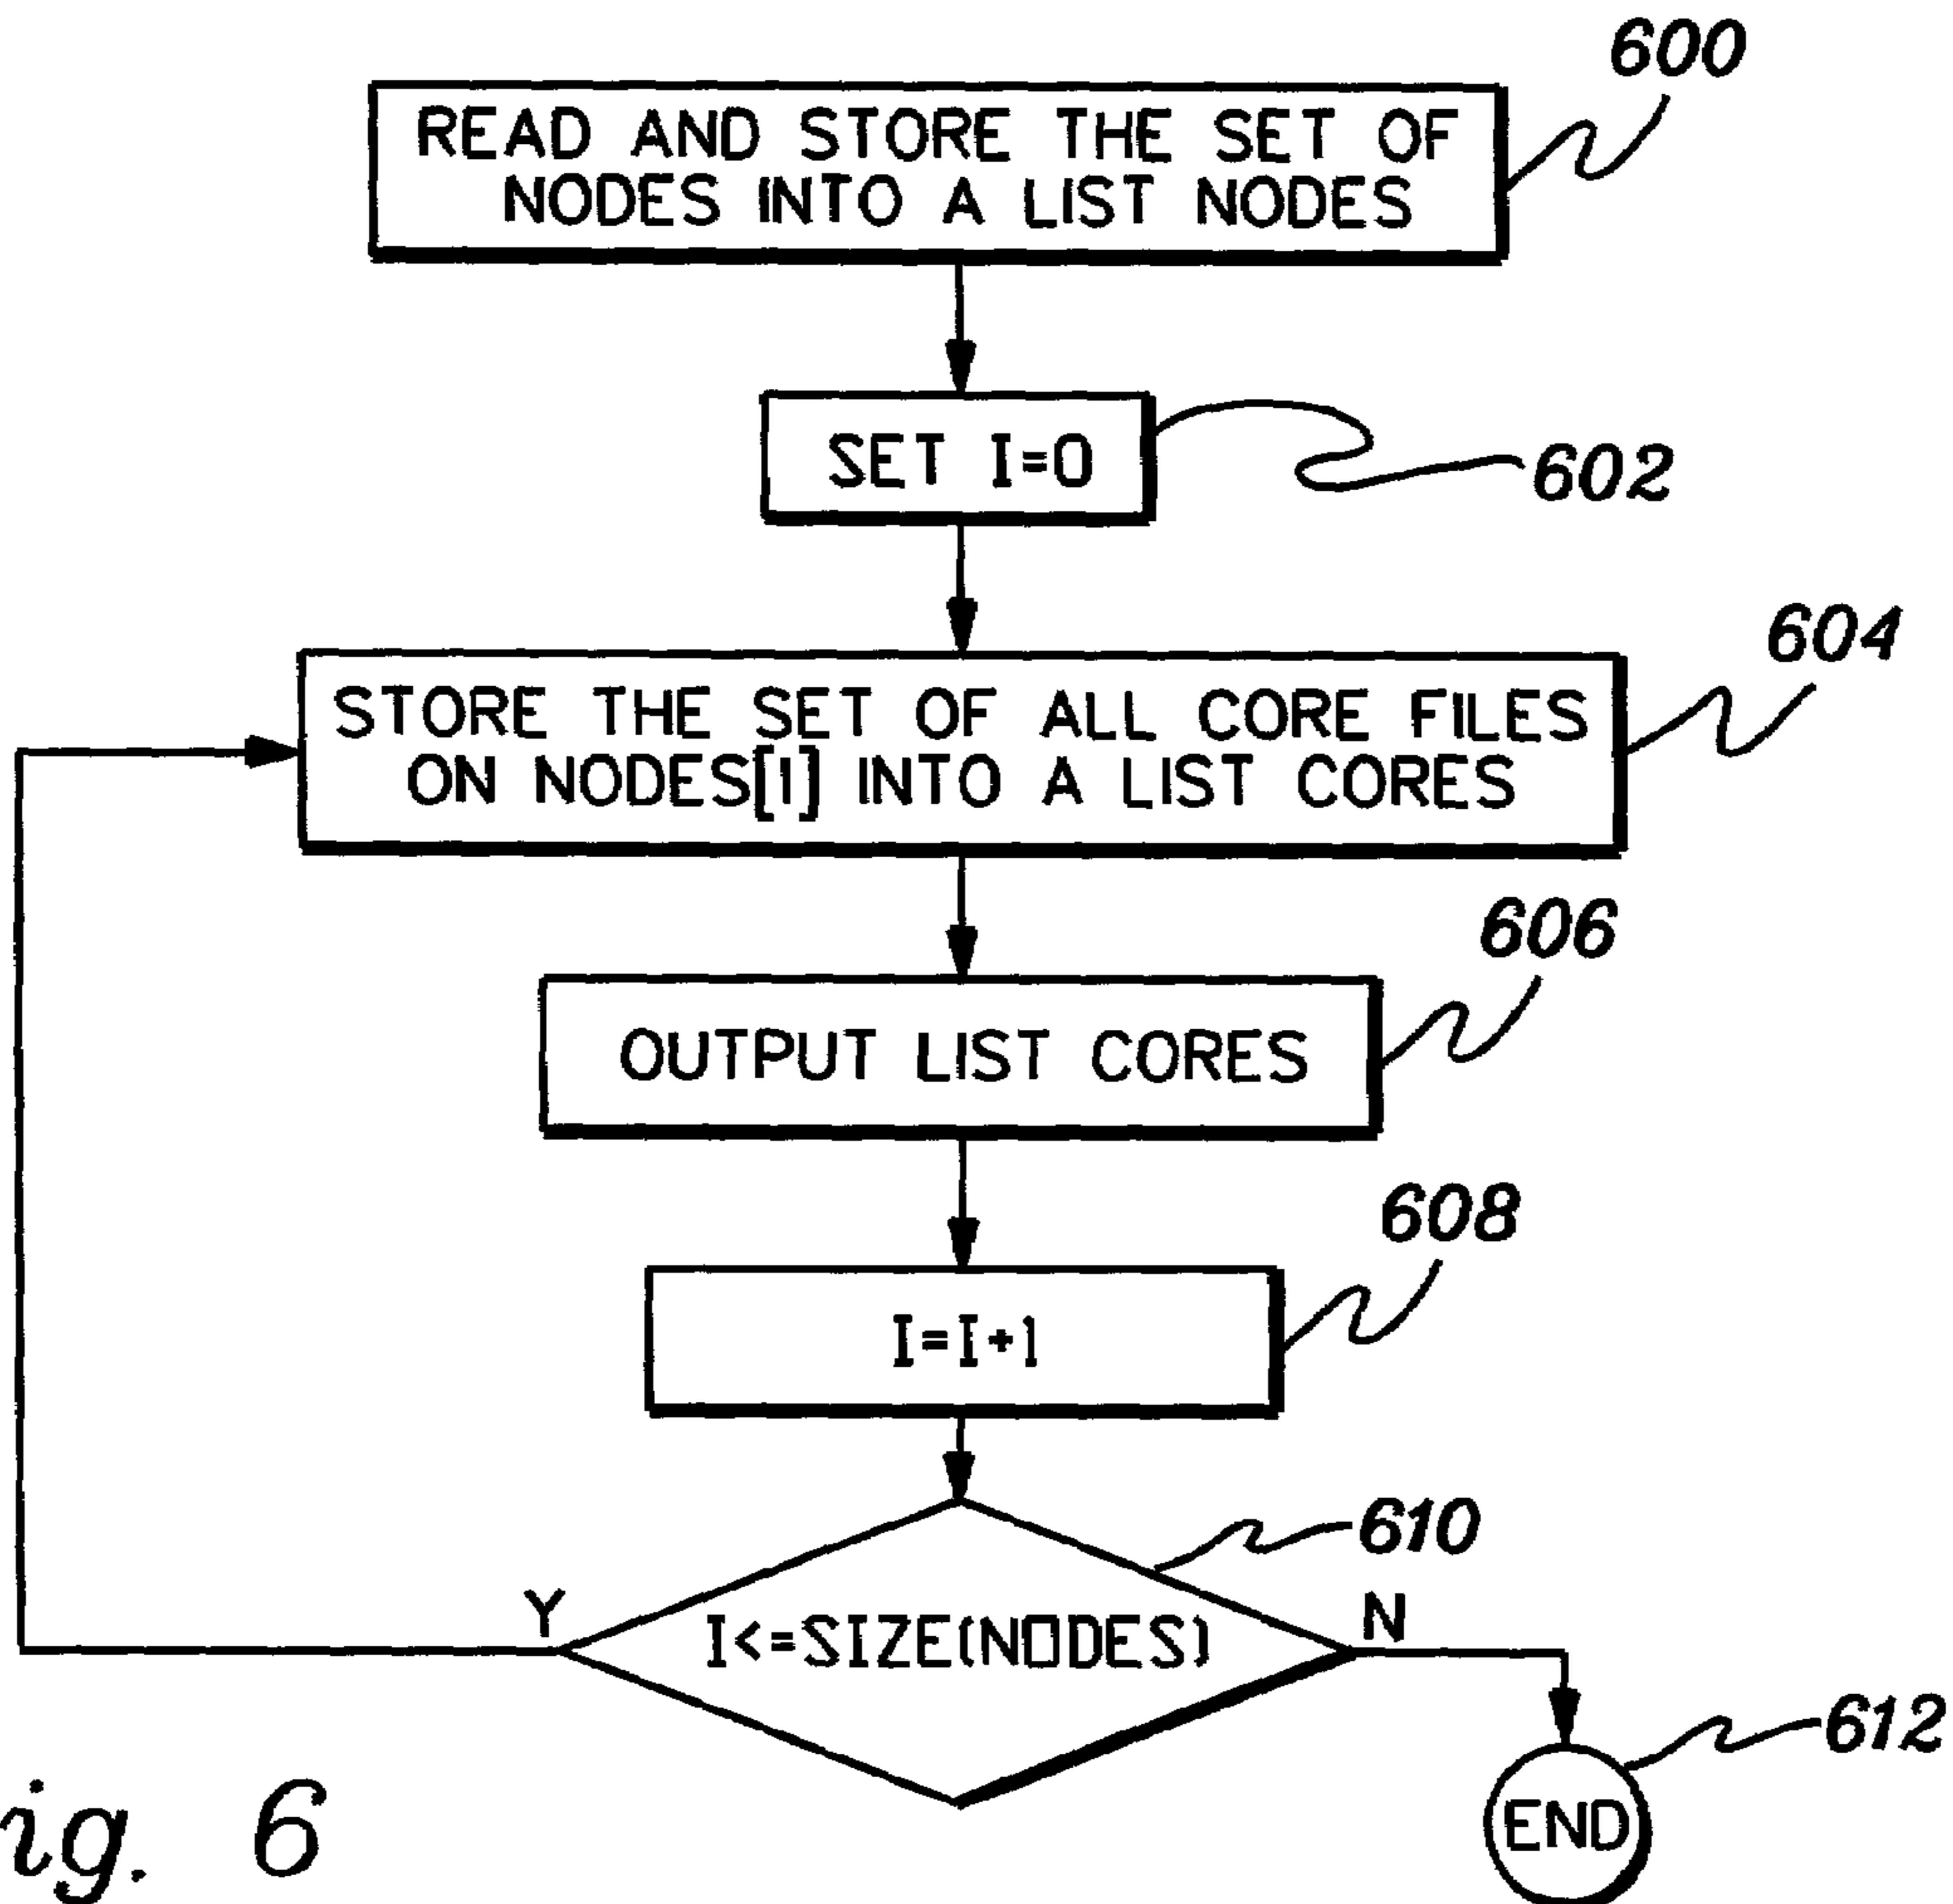 600
READ AND STORE THE SET OF
NODES INTO A LIST NODES
SET I=0
602
604
STORE THE SET OF ALL CORE FILES
ON NODES[I] INTO A LIST CORES
606
OUTPUT LIST CORES
608
I=I+1
610
Y
I<=SIZE(NODES)
N
612
END
ig. 6